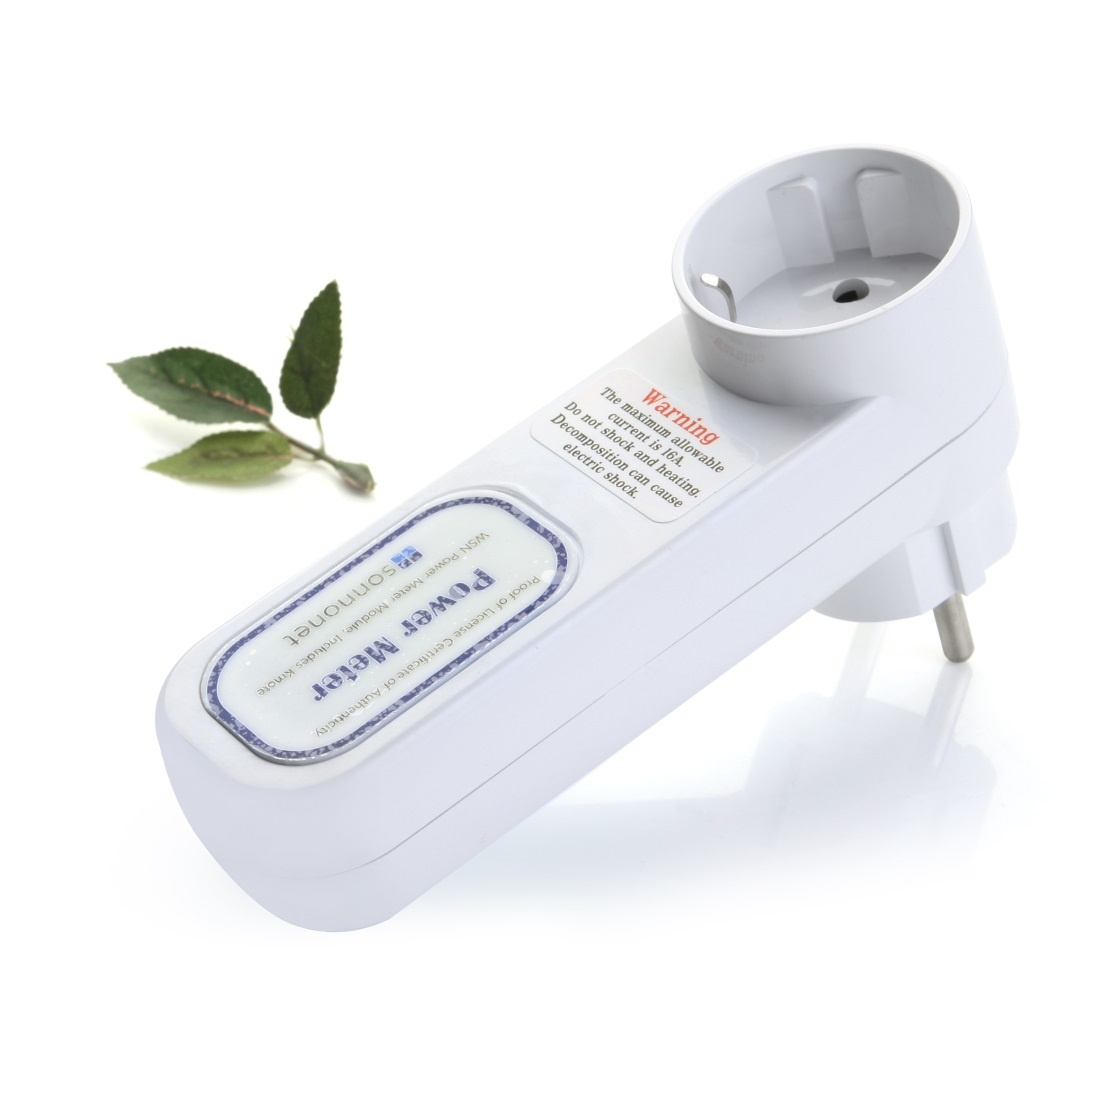 Warning
The maximum allowable
current is 16A.
Do not shock and heating.
Decomposition can cause
electric shock.
Proof of License Certificate of Authenticity
Power Meter
sonnonet
WSN Power Meter Module, Includes Kmote